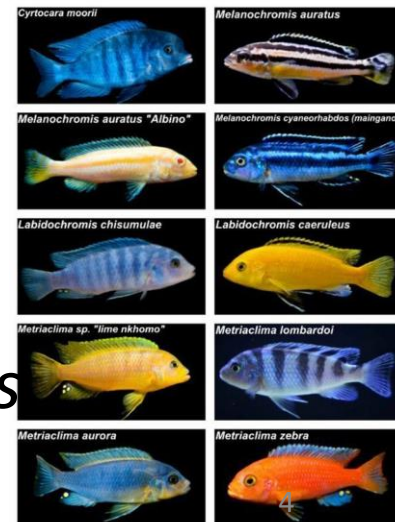 Cyrtocara moorii
Melanochromis auratus
Melanochromis auratus "Albino"
Melanochromis cyaneorhabdos (maingano)
Labidochromis chisumulae
Labidochromis caeruleus
Metriaclima sp. "lime nkhomo"
Metriaclima lombardoi
s
Metriaclima aurora
Metriaclima zebra
4